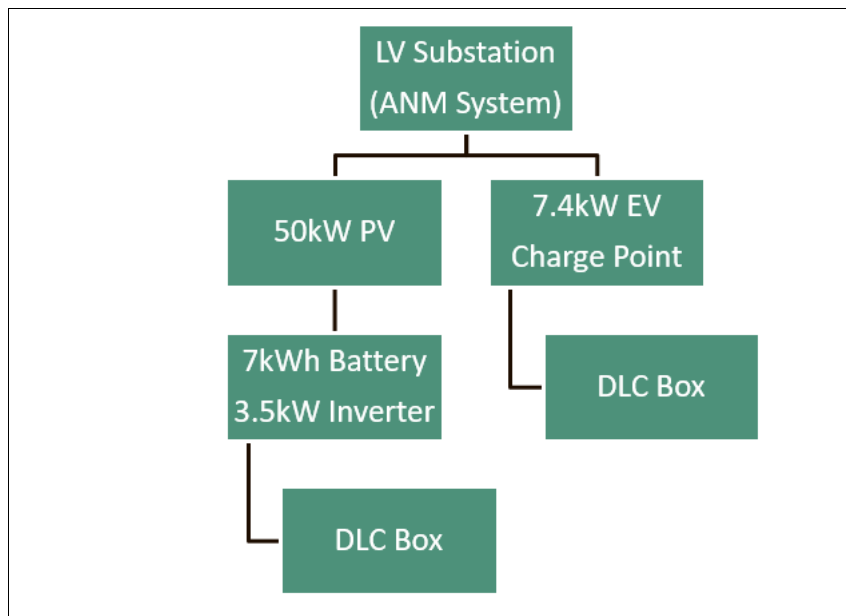 LV Substation
(ANM System)
50kW PV
7.4kW EV
Charge Point
7kWh Battery
3.5kW Inverter
DLC Box
DLC Box